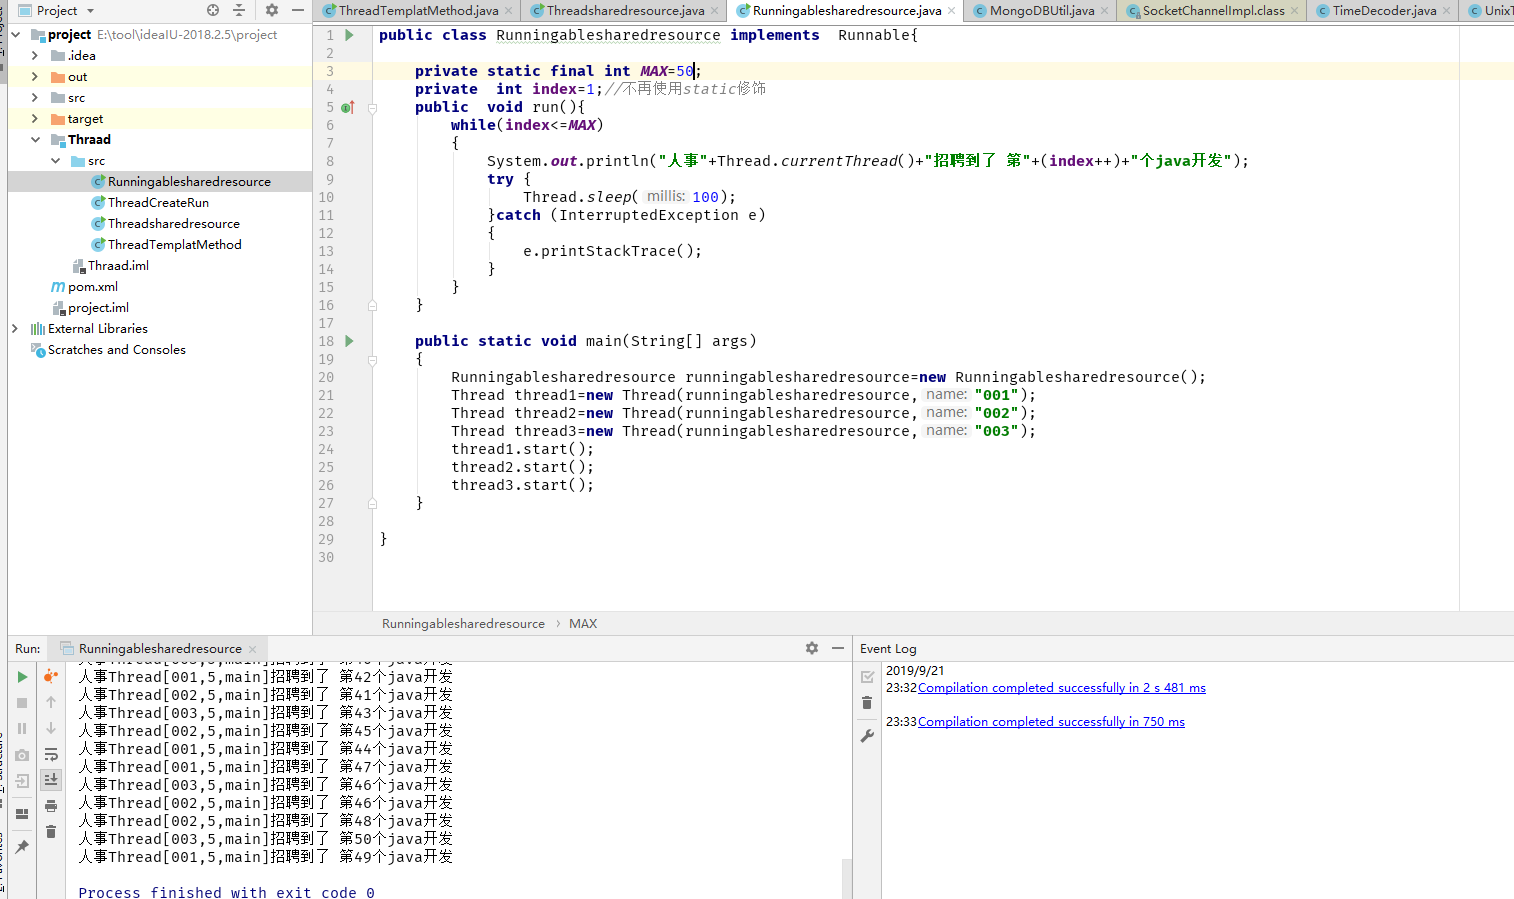 Project
project E:\tool\ideaIU-2018.2.5\project
.idea
out
src
target
Thraad
src
Runningablesharedresource
ThreadCreateRun
Threadsharedresource
ThreadTemplatMethod
Thraad.iml
pom.xml
project.iml
External Libraries
Scratches and Consoles
ThreadTemplatMethod.java Threadsharedresource.java Runningablesharedresource.java MongoDBUtil.java SocketChannelImpl.class TimeDecoder.java
1 public class Runningablesharedresource implements Runnable{
2
3 private static final int MAX=50;
4 private int index=1;//不再使用static修饰
5 public void run(){
6 while(index<=MAX)
7 {
8 System.out.println("人事"+Thread.currentThread()+"招聘到了 第"+(index++)+"个java开发");
9 try {
10 Thread.sleep( millis: 100);
11 }catch (InterruptedException e)
12 {
13 e.printStackTrace();
14 }
15 }
16 }
17
18 public static void main(String[] args)
19 {
20 Runningablesharedresource runningablesharedresource=new Runningablesharedresource();
21 Thread thread1=new Thread(runningablesharedresource, name: "001");
22 Thread thread2=new Thread(runningablesharedresource, name: "002");
23 Thread thread3=new Thread(runningablesharedresource, name: "003");
24 thread1.start();
25 thread2.start();
26 thread3.start();
27 }
28
29 }
30
Runningablesharedresource › MAX
Run: Runningablesharedresource
人事Thread[001,5,main]招聘到了 第42个java开发
人事Thread[002,5,main]招聘到了 第41个java开发
人事Thread[003,5,main]招聘到了 第43个java开发
人事Thread[002,5,main]招聘到了 第45个java开发
人事Thread[001,5,main]招聘到了 第44个java开发
人事Thread[001,5,main]招聘到了 第47个java开发
人事Thread[003,5,main]招聘到了 第46个java开发
人事Thread[002,5,main]招聘到了 第46个java开发
人事Thread[002,5,main]招聘到了 第48个java开发
人事Thread[003,5,main]招聘到了 第50个java开发
人事Thread[001,5,main]招聘到了 第49个java开发
Process finished with exit code 0
Event Log
2019/9/21
23:32 Compilation completed successfully in 2 s 481 ms
23:33 Compilation completed successfully in 750 ms